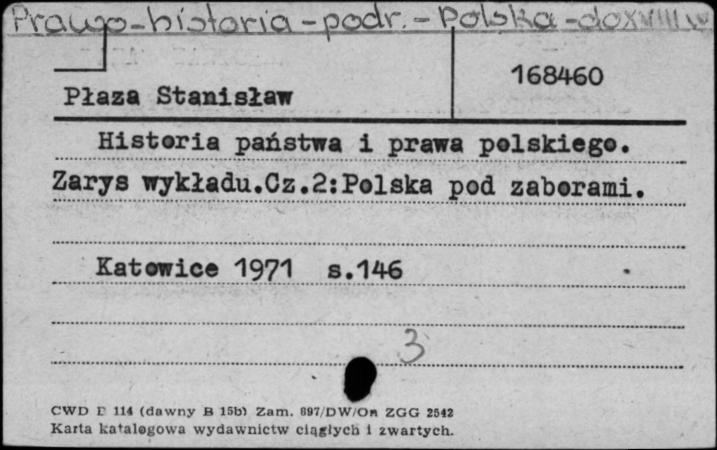 Prawo-historia-podr.-Polska-do XVIII w
168460
Płaza Stanisław
Historia państwa i prawa polskiego.
Zarys wykładu.Cz.2:Polska pod zaborami.
Katowice 1971 s.146
3
CWD E 114 (dawny B 15b) Zam. 897/DW/On ZGG 2542
Karta katalogowa wydawnictw ciągłych i zwartych.